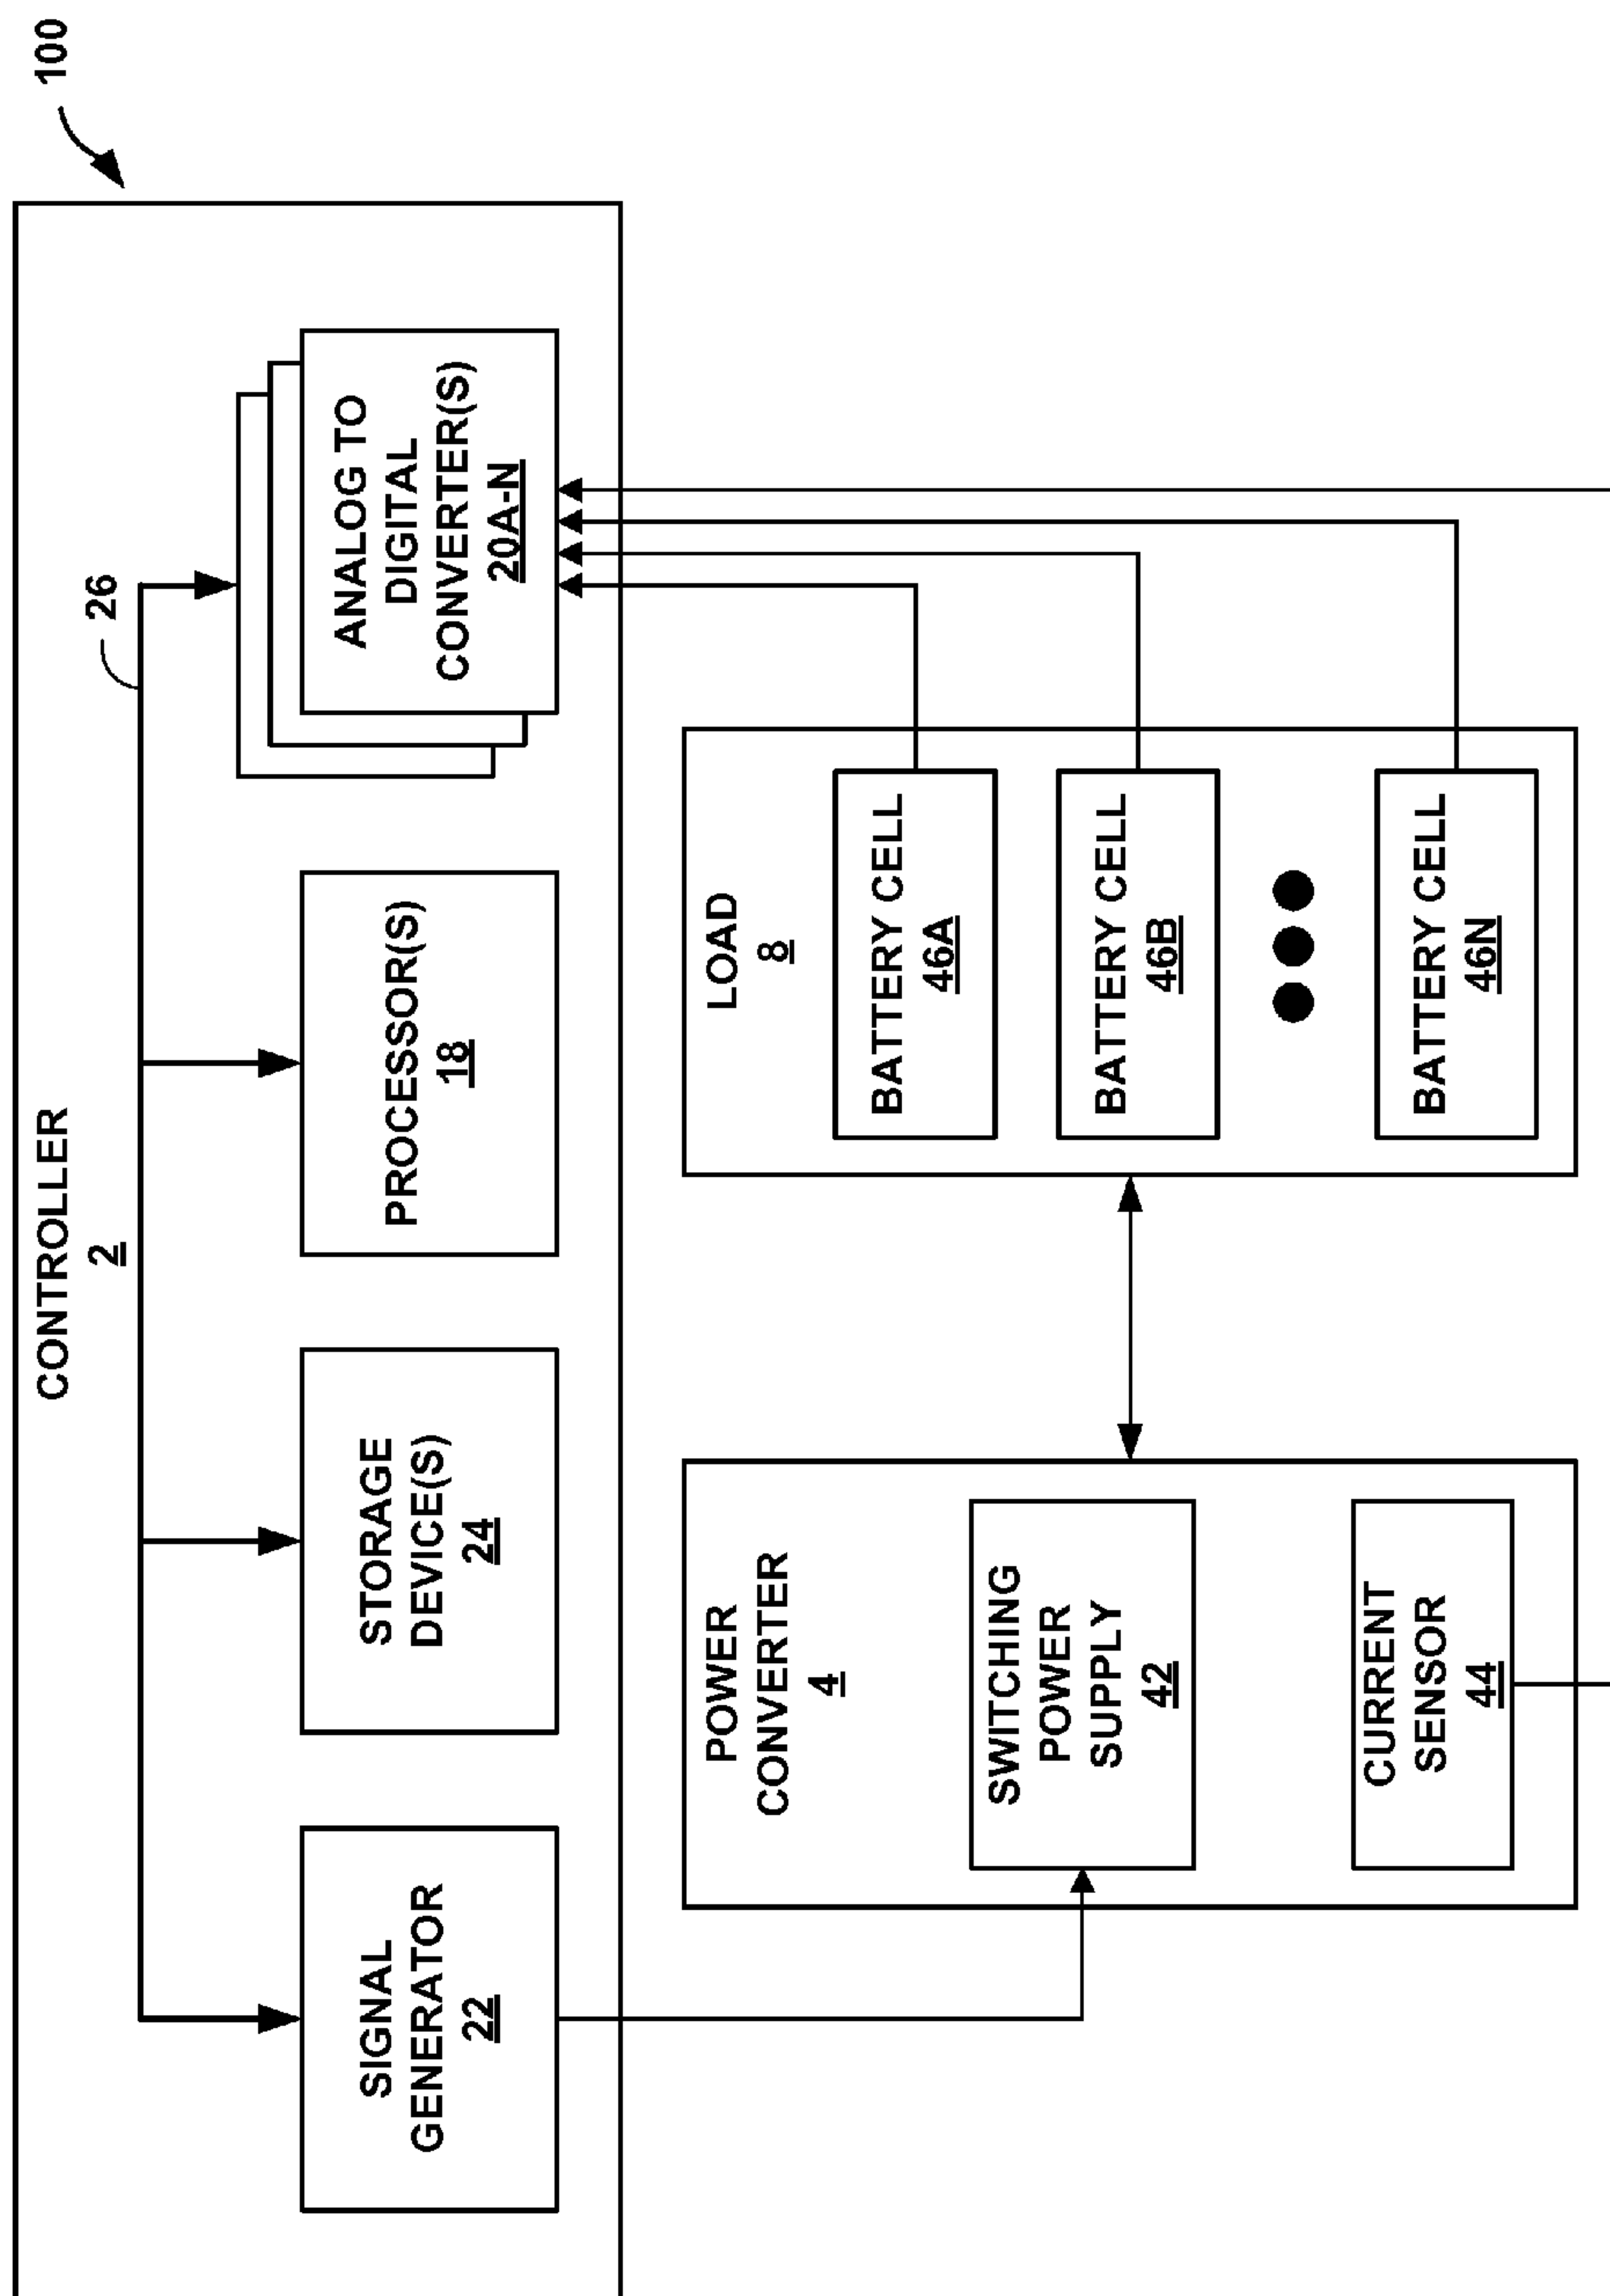 100
CONTROLLER
2
26
SIGNAL
GENERATOR
22
STORAGE
DEVICE(S)
24
PROCESSOR(S)
18
ANALOG TO
DIGITAL
CONVERTER(S)
20A-N
POWER
CONVERTER
4
SWITCHING
POWER
SUPPLY
42
CURRENT
SENSOR
44
LOAD
8
BATTERY CELL
46A
BATTERY CELL
46B
BATTERY CELL
46N